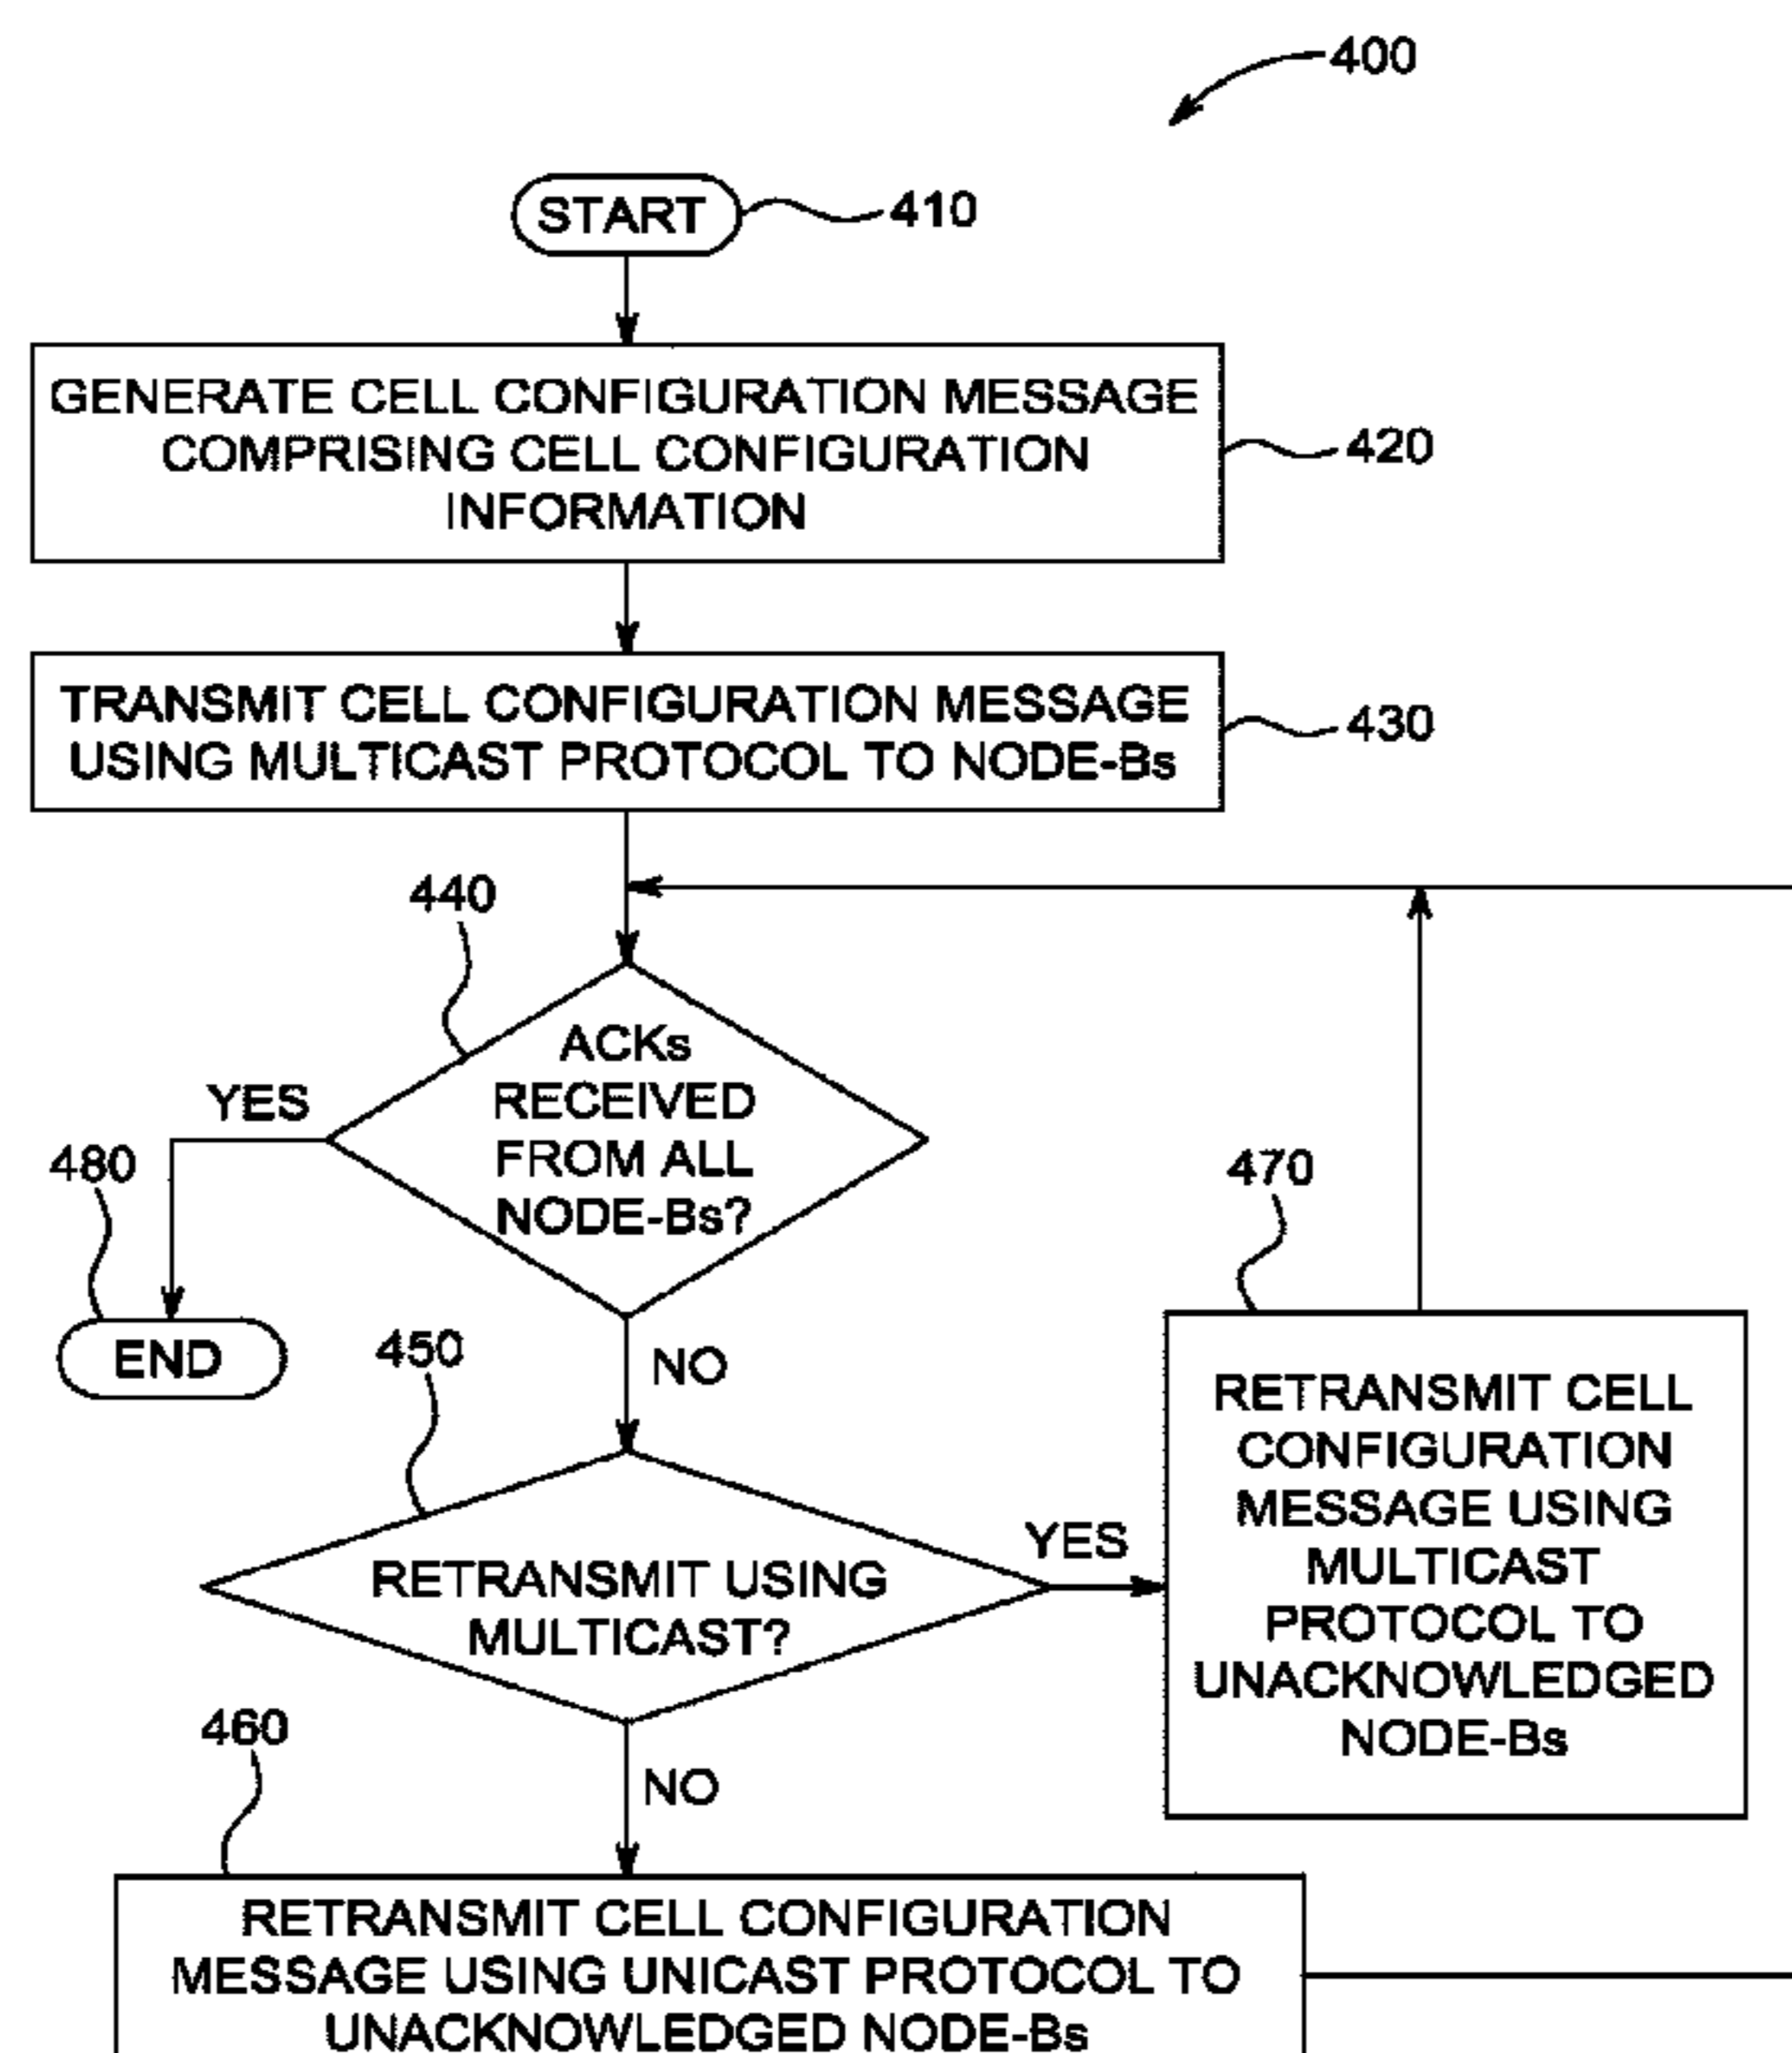 400
START
410
GENERATE CELL CONFIGURATION MESSAGE
COMPRISING CELL CONFIGURATION
INFORMATION
420
TRANSMIT CELL CONFIGURATION MESSAGE
USING MULTICAST PROTOCOL TO NODE-Bs
430
440
ACKs
RECEIVED
FROM ALL
NODE-Bs?
YES
480
END
NO
450
RETRANSMIT USING
MULTICAST?
YES
470
RETRANSMIT CELL
CONFIGURATION
MESSAGE USING
MULTICAST
PROTOCOL TO
UNACKNOWLEDGED
NODE-Bs
NO
460
RETRANSMIT CELL CONFIGURATION
MESSAGE USING UNICAST PROTOCOL TO
UNACKNOWLEDGED NODE-Bs